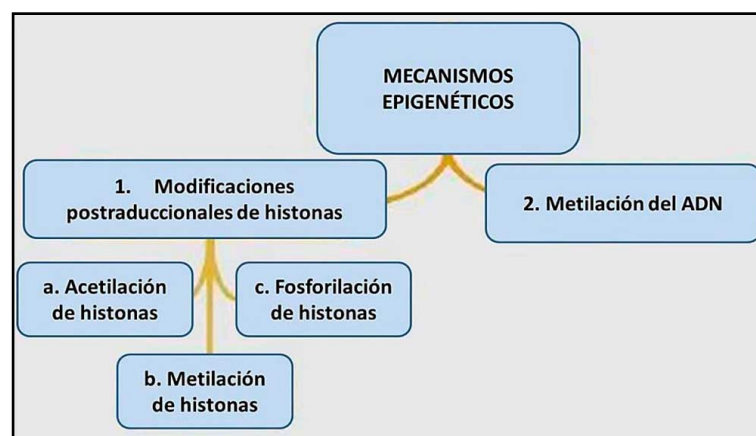 MECANISMOS
EPIGENÉTICOS
1. Modificaciones
postraduccionales de histonas
2. Metilación del ADN
a. Acetilación
de histonas
c. Fosforilación
de histonas
b. Metilación
de histonas